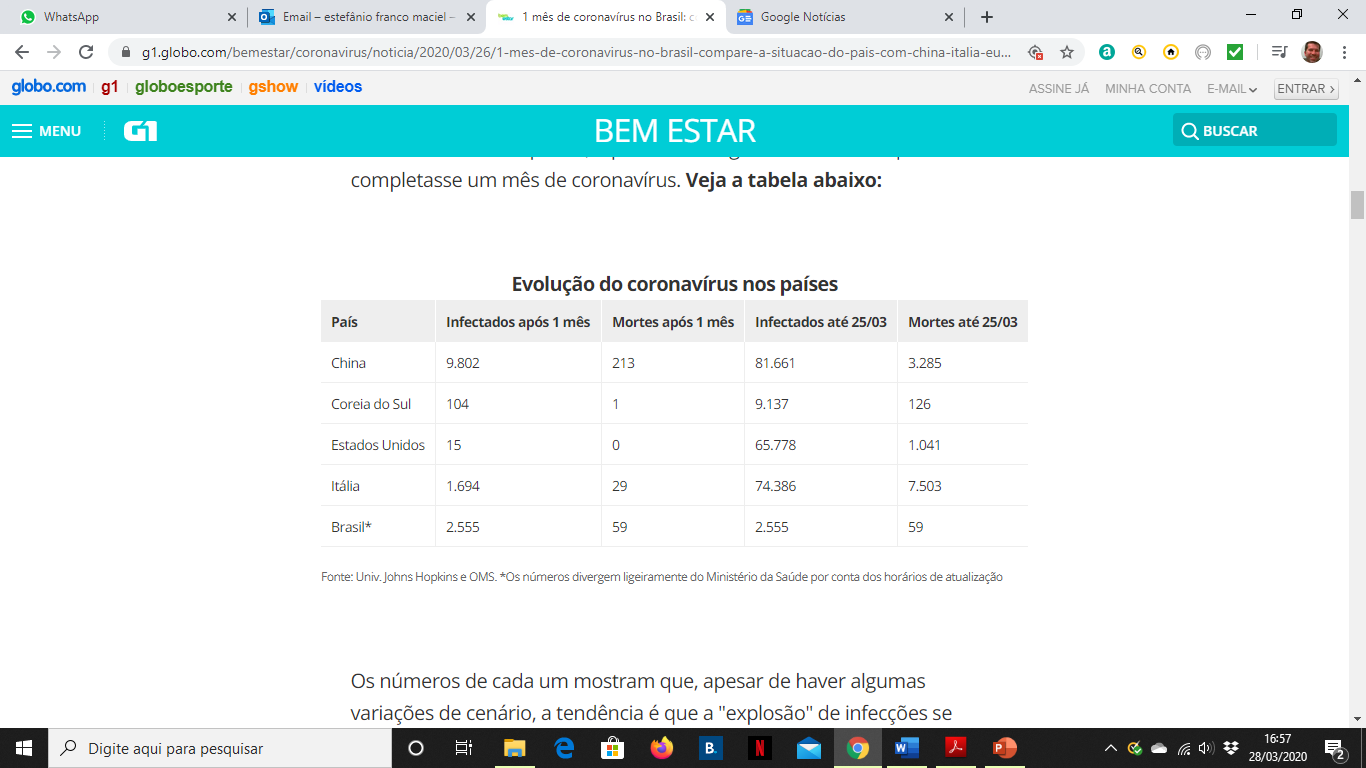 WhatsApp
Email – estefânio franco maciel –
1 mês de coronavírus no Brasil: c
Google Notícias
g1.globo.com/bemestar/coronavirus/noticia/2020/03/26/1-mes-de-coronavirus-no-brasil-compare-a-situacao-do-pais-com-china-italia-eu...
globo.com g1 globoesporte gshow vídeos
ASSINE JÁ MINHA CONTA E-MAIL ENTRAR ›
MENU G1 BEM ESTAR BUSCAR
completasse um mês de coronavírus. Veja a tabela abaixo:
Evolução do coronavírus nos países
País Infectados após 1 mês Mortes após 1 mês Infectados até 25/03 Mortes até 25/03
China 9.802 213 81.661 3.285
Coreia do Sul 104 1 9.137 126
Estados Unidos 15 0 65.778 1.041
Itália 1.694 29 74.386 7.503
Brasil* 2.555 59 2.555 59
Fonte: Univ. Johns Hopkins e OMS. *Os números divergem ligeiramente do Ministério da Saúde por conta dos horários de atualização
Os números de cada um mostram que, apesar de haver algumas
variações de cenário, a tendência é que a "explosão" de infecções se
Digite aqui para pesquisar
B.
N
W
P
16:57
28/03/2020
2